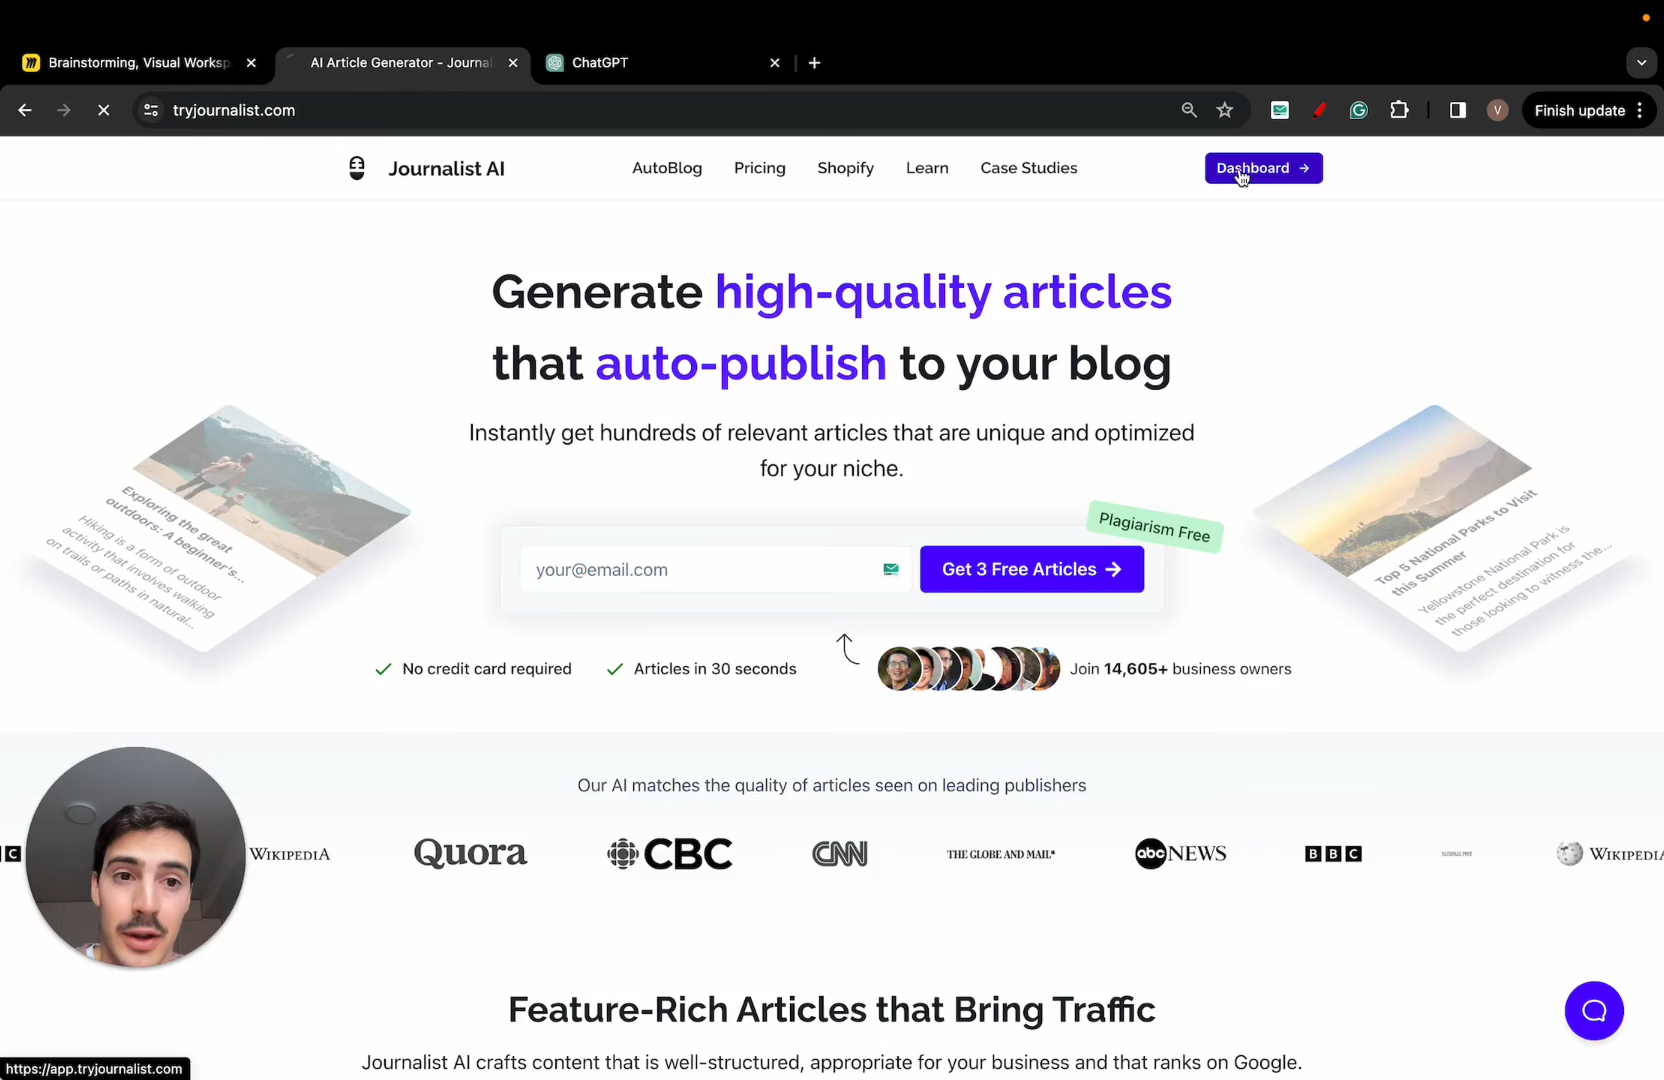 Brainstorming, Visual Worksp
AI Article Generator - Journal
ChatGPT
tryjournalist.com
V
Finish update
Journalist AI
AutoBlog
Pricing
Shopify
Learn
Case Studies
Dashboard →
Generate high-quality articles
that auto-publish to your blog
Instantly get hundreds of relevant articles that are unique and optimized
for your niche.
Exploring the great
outdoors: A beginner's...
Hiking is a form of outdoor
activity that involves walking
on trails or paths in natural...
Top 5 National Parks to Visit
this Summer
Yellowstone National Park is
the perfect destination for
those looking to witness the...
Plagiarism Free
your@email.com
Get 3 Free Articles →
No credit card required
Articles in 30 seconds
Join 14,605+ business owners
Our AI matches the quality of articles seen on leading publishers
C
WIKIPEDIA
Quora
CBC
CNN
THE GLOBE AND MAIL*
abc NEWS
BBC
NATIONAL POST
WIKIPEDIA
Feature-Rich Articles that Bring Traffic
Journalist AI crafts content that is well-structured, appropriate for your business and that ranks on Google.
https://app.tryjournalist.com